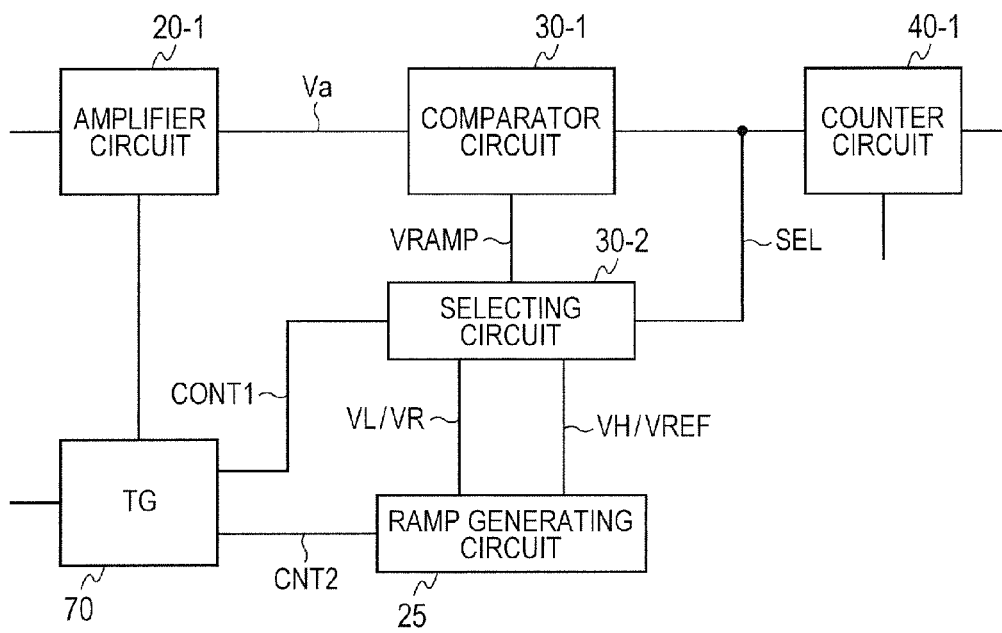 20-1
30-1
40-1
AMPLIFIER
CIRCUIT
Va
COMPARATOR
CIRCUIT
COUNTER
CIRCUIT
VRAMP
30-2
SEL
SELECTING
CIRCUIT
CONT1
VL/VR
VH/VREF
TG
RAMP GENERATING
CIRCUIT
CNT2
70
25